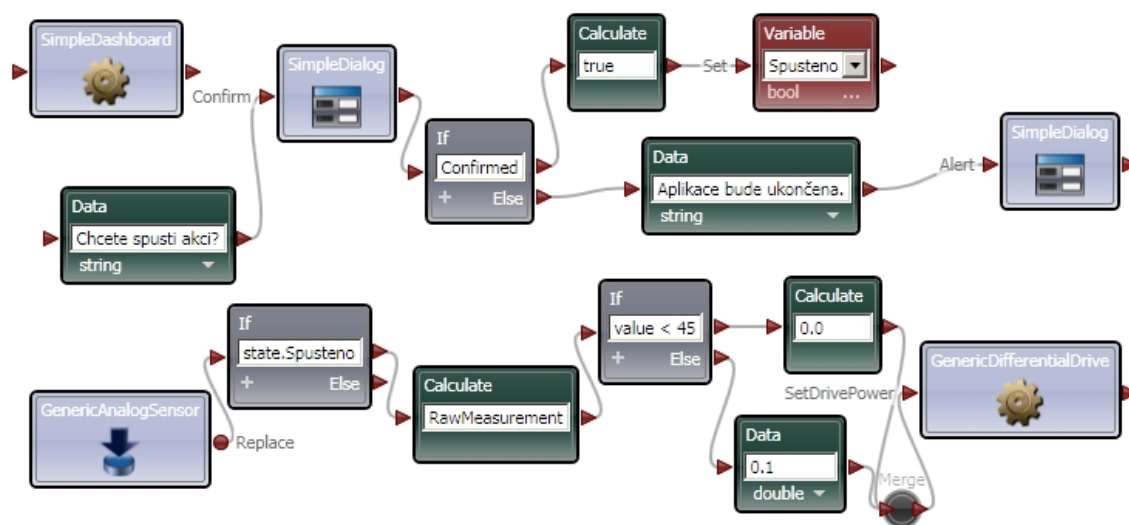 SimpleDashboard
Confirm
SimpleDialog
Calculate
true
Set
Variable
Spusteno
bool ...
If
Confirmed
+ Else
Data
Aplikace bude ukončena.
string
Alert
SimpleDialog
Data
Chcete spusti akci?
string
If
state.Spusteno
+ Else
GenericAnalogSensor
Replace
Calculate
RawMeasurement
If
value < 45
+ Else
Calculate
0.0
SetDrivePower
GenericDifferentialDrive
Data
0.1
double
Merge